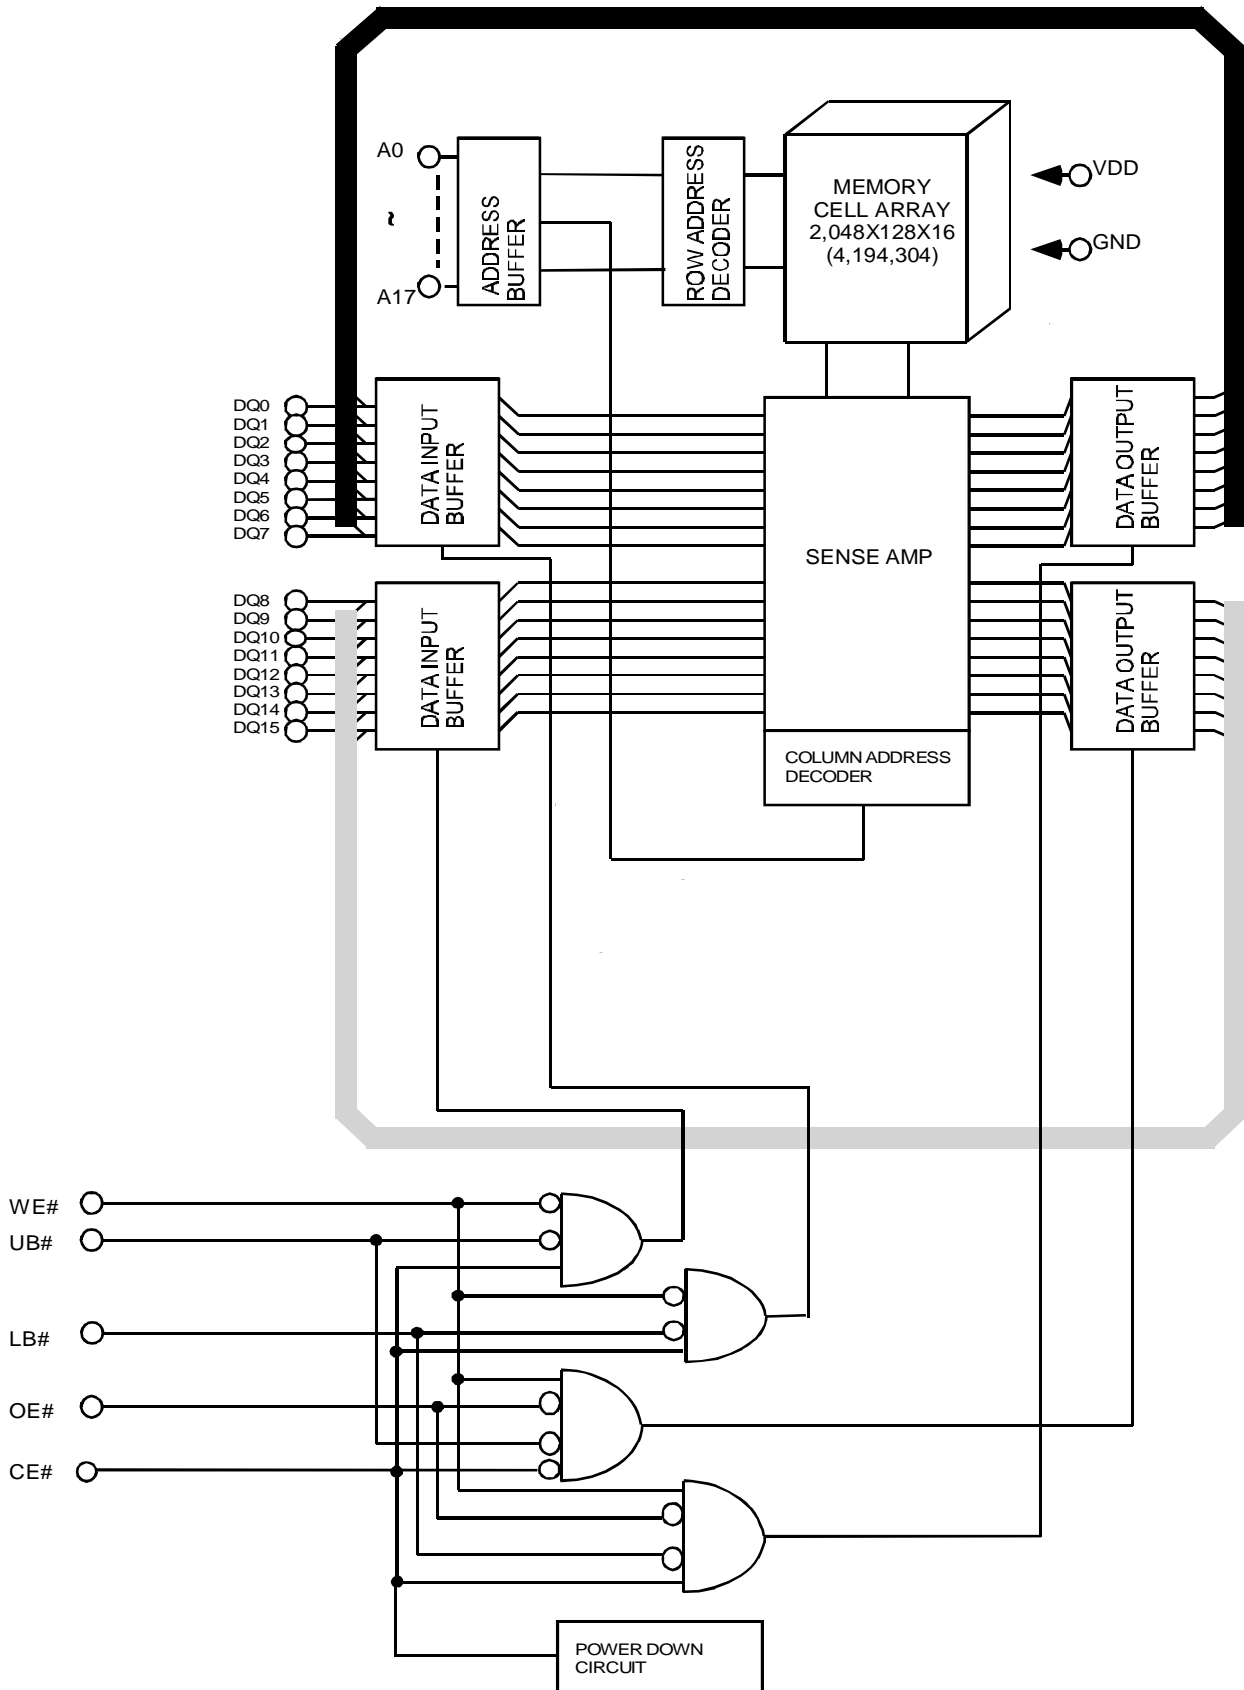 A0
~
A17
ADDRESS
BUFFER
ROW ADDRESS
DECODER
MEMORY
CELL ARRAY
2,048X128X16
(4,194,304)
VDD
GND
DQ0
DQ1
DQ2
DQ3
DQ4
DQ5
DQ6
DQ7
DATA INPUT
BUFFER
SENSE AMP
DATA OUTPUT
BUFFER
DQ8
DQ9
DQ10
DQ11
DQ12
DQ13
DQ14
DQ15
DATA INPUT
BUFFER
DATA OUTPUT
BUFFER
COLUMN ADDRESS
DECODER
WE#
UB#
LB#
OE#
CE#
POWER DOWN
CIRCUIT